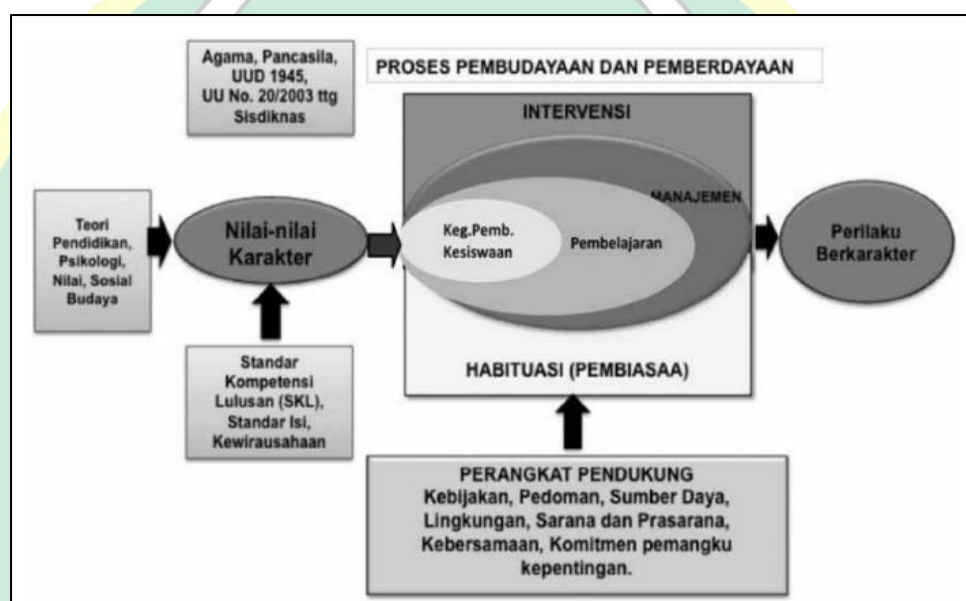 Agama, Pancasila,
UUD 1945,
UU No. 20/2003 ttg
Sisdiknas
PROSES PEMBUDAYAAN DAN PEMBERDAYAAN
INTERVENSI
MANAJEMEN
Teori
Pendidikan,
Psikologi,
Nilai, Sosial
Budaya
Nilai-nilai
Karakter
Keg.Pemb.
Kesiswaan
Pembelajaran
Perilaku
Berkarakter
HABITUASI (PEMBIASAA)
Standar
Kompetensi
Lulusan (SKL),
Standar Isi,
Kewirausahaan
PERANGKAT PENDUKUNG
Kebijakan, Pedoman, Sumber Daya,
Lingkungan, Sarana dan Prasarana,
Kebersamaan, Komitmen pemangku
kepentingan.